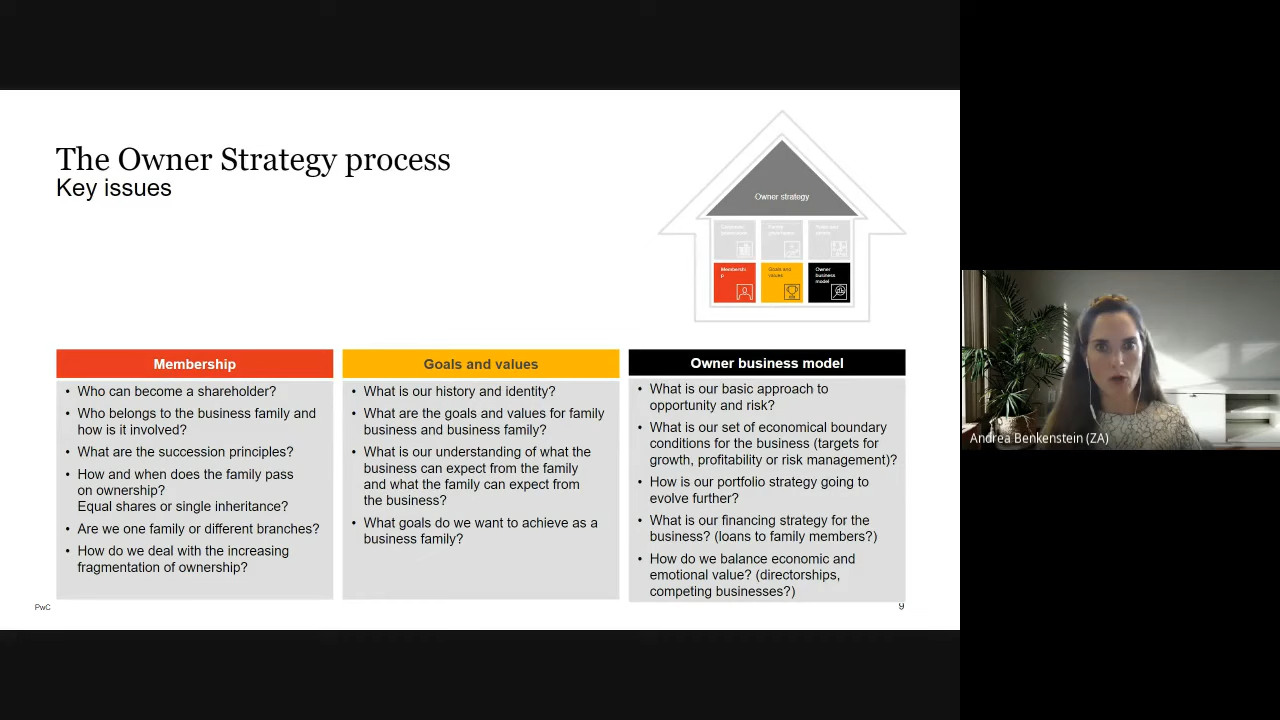 The Owner Strategy process
Key issues
Owner strategy
Membershi
p
Goals and
values
Owner
business
model
Membership
• Who can become a shareholder?
• Who belongs to the business family and
how is it involved?
• What are the succession principles?
• How and when does the family pass
on ownership?
Equal shares or single inheritance?
• Are we one family or different branches?
• How do we deal with the increasing
fragmentation of ownership?
Goals and values
• What is our history and identity?
• What are the goals and values for family
business and business family?
• What is our understanding of what the
business can expect from the family
and what the family can expect from
the business?
• What goals do we want to achieve as a
business family?
Owner business model
• What is our basic approach to
opportunity and risk?
• What is our set of economical boundary
conditions for the business (targets for
growth, profitability or risk management)?
• How is our portfolio strategy going to
evolve further?
• What is our financing strategy for the
business? (loans to family members?)
• How do we balance economic and
emotional value? (directorships,
competing businesses?)
PwC
9
Andrea Benkenstein (ZA)